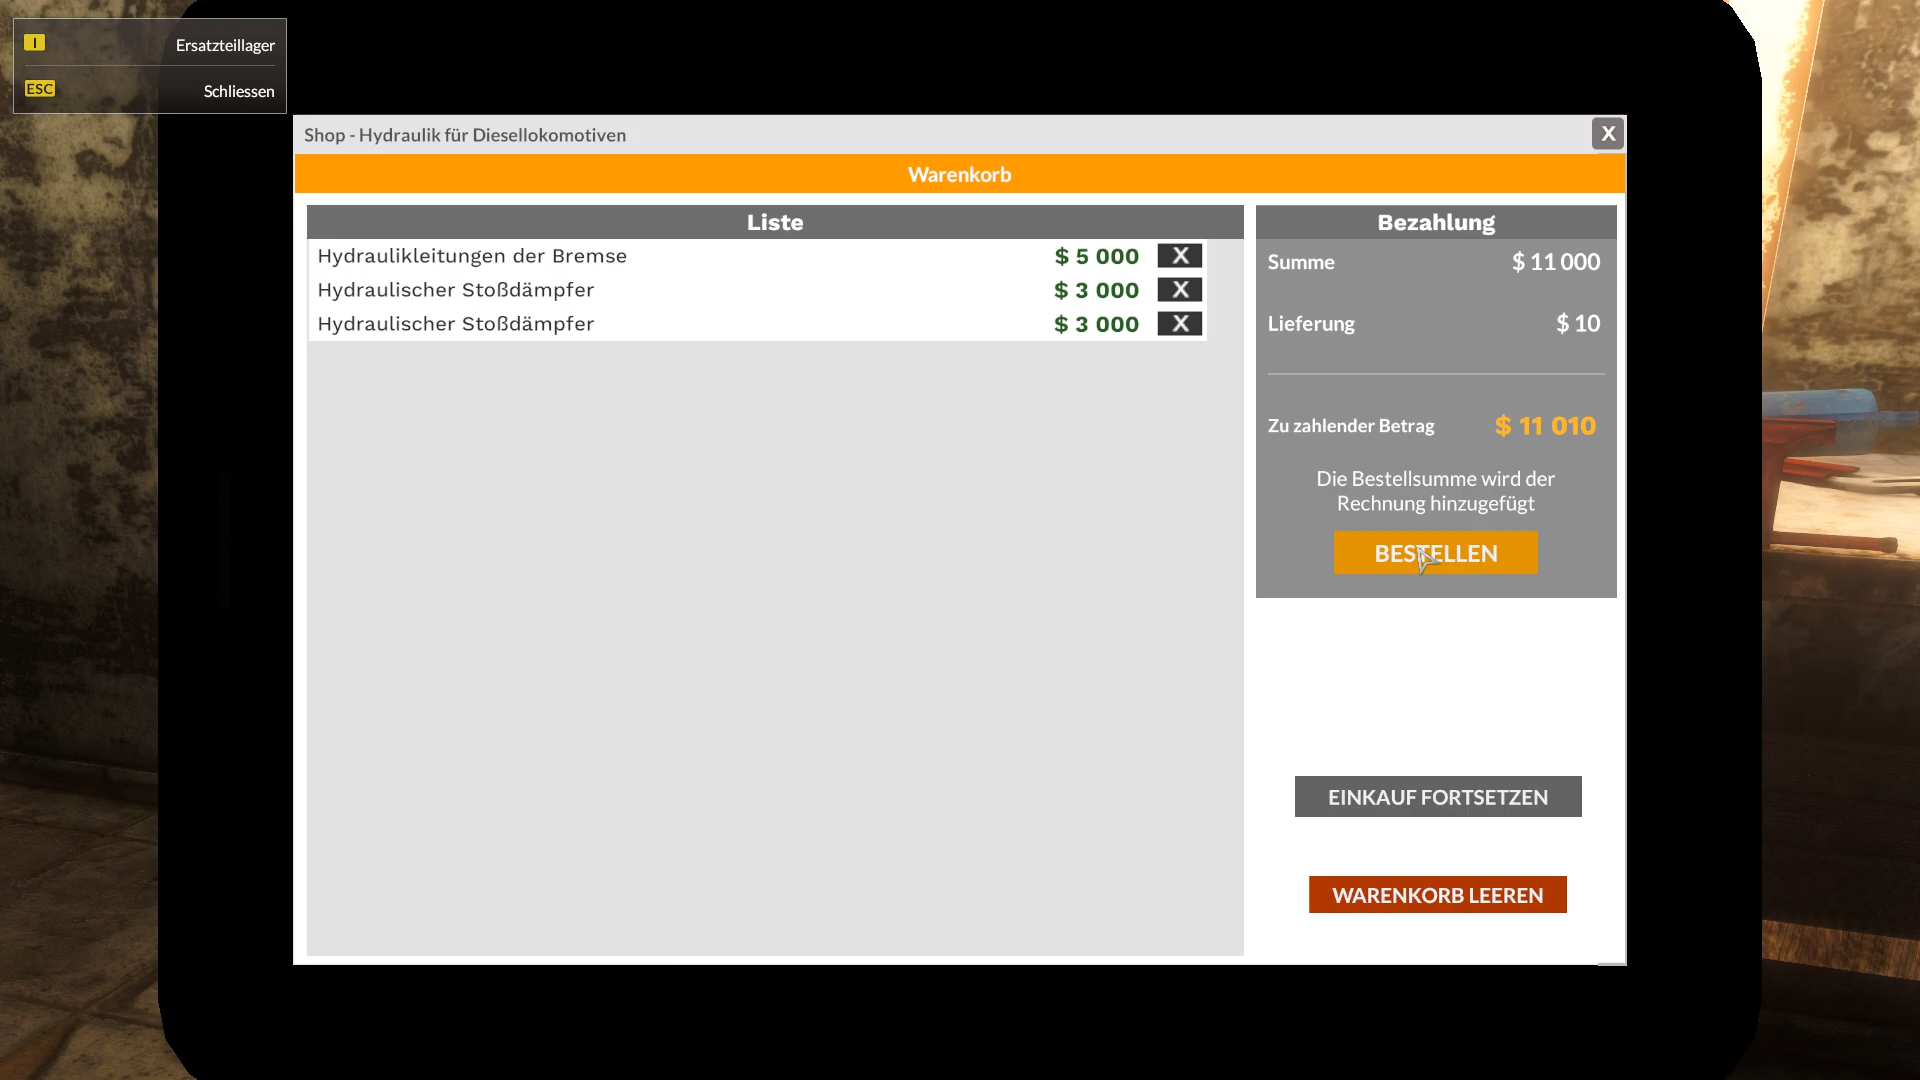 I Ersatzteillager
ESC Schliessen
Shop - Hydraulik für Diesellokomotiven
X
Warenkorb
Liste
Hydraulikleitungen der Bremse $ 5 000 X
Hydraulischer Stoßdämpfer $ 3 000 X
Hydraulischer Stoßdämpfer $ 3 000 X
Bezahlung
Summe $ 11 000
Lieferung $ 10
Zu zahlender Betrag $ 11 010
Die Bestellsumme wird der
Rechnung hinzugefügt
BESTELLEN
EINKAUF FORTSETZEN
WARENKORB LEEREN